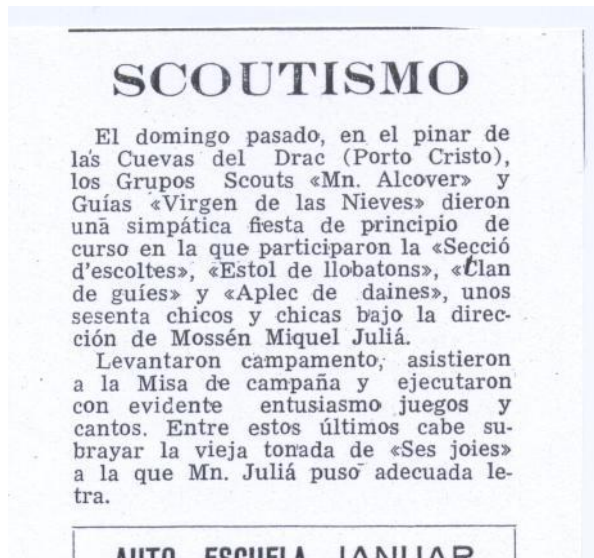 SCOUTISMO
El domingo pasado, en el pinar de
las Cuevas del Drac (Porto Cristo),
los Grupos Scouts «Mn. Alcover» y
Guías «Virgen de las Nieves» dieron
una simpática fiesta de principio de
curso en la que participaron la «Secció
d'escoltes», «Estol de llobatons», «Clan
de guíes» y «Aplec de daines», unos
sesenta chicos y chicas bajo la direc-
ción de Mossén Miquel Juliá.
Levantaron campamento, asistieron
a la Misa de campaña y ejecutaron
con evidente entusiasmo juegos y
cantos. Entre estos últimos cabe su-
brayar la vieja tonada de «Ses joies»
a la que Mn. Juliá puso adecuada le-
tra.
AUTO ESCUELA JANUAR